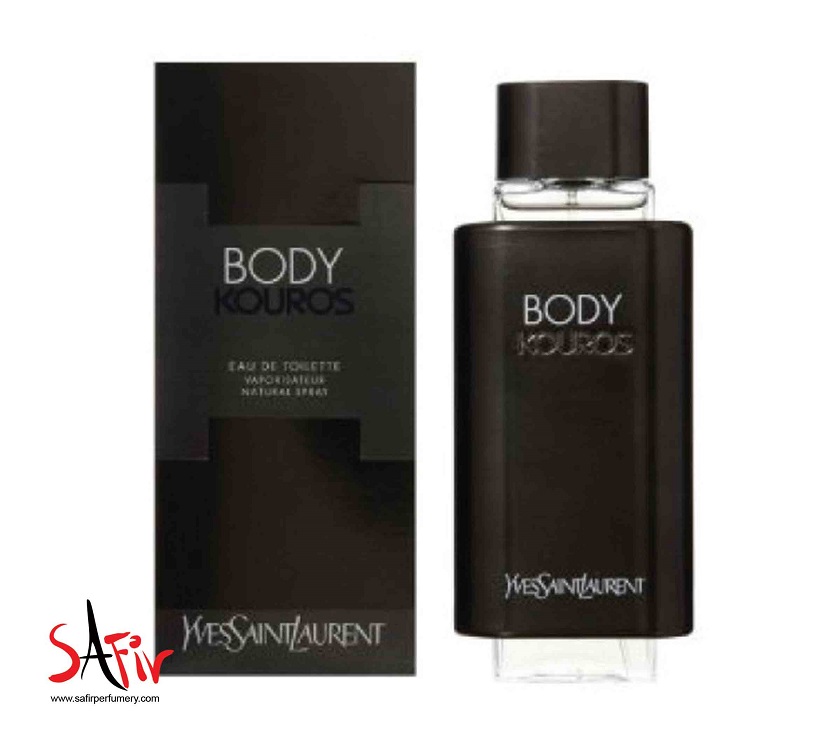 BODY
KOUROS
EAU DE TOILETTE
VAPORISATEUR
NATURAL SPRAY
YVESSAINTLAURENT
BODY
KOUROS
YVESSAINTLAURENT
SAFIR
www.safirperfumery.com